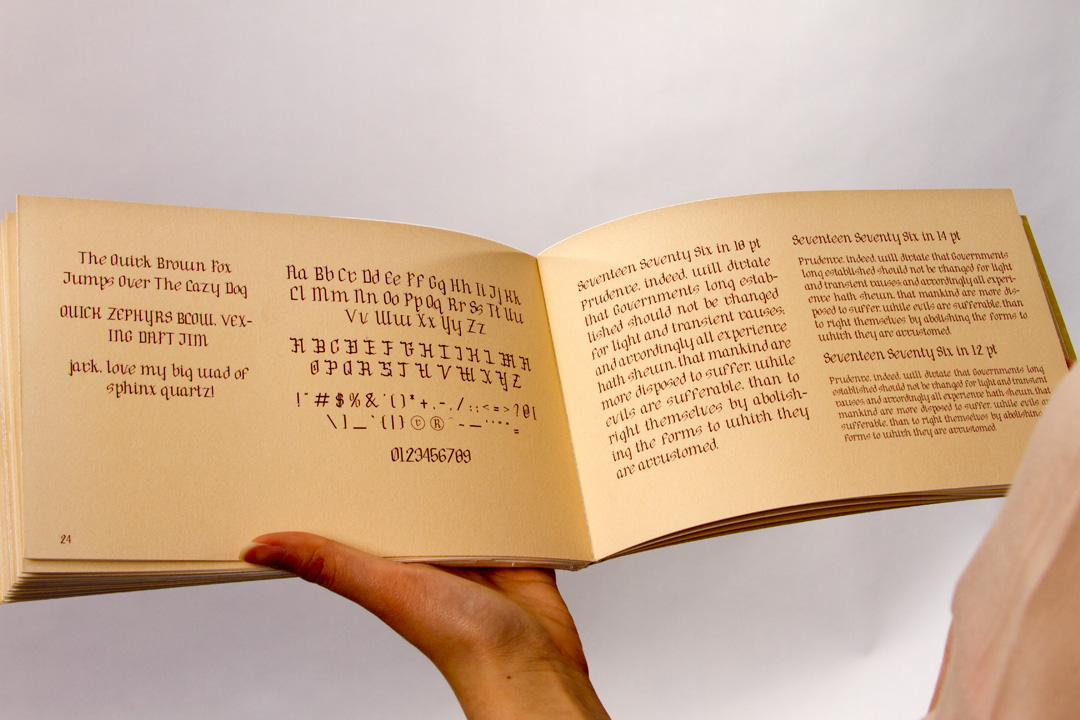 The Quick Brown Fox
Jumps Over The Lazy Dog
QUICK ZEPHYRS BLOW, VEX-
ING DAFT JIM
jack, love my big wad of
sphinx quartz!
Aa Bb Cc Dd Ee Ff Gg Hh Ii Jj Kk
Ll Mm Nn Oo Pp Qq Rr Ss Tt Uu
Vv Ww Xx Yy Zz
A B C D E F G H I J K L M N
O P Q R S T U V W X Y Z
! " # $ % & ' ( ) * + , - . / : ; < = > ? @ [
\ ] _ ` { | } © ®
0123456789
24
Seventeen Seventy Six in 18 pt
Prudence, indeed, will dictate
that Governments long estab-
lished should not be changed
for light and transient causes;
and accordingly all experience
hath shewn, that mankind are
more disposed to suffer, while
evils are sufferable, than to
right themselves by abolish-
ing the forms to which they
are accustomed.
Seventeen Seventy Six in 14 pt
Prudence, indeed, will dictate that Governments
long established should not be changed for light
and transient causes; and accordingly all experi-
ence hath shewn, that mankind are more dis-
posed to suffer, while evils are sufferable, than
to right themselves by abolishing the forms to
which they are accustomed.
Seventeen Seventy Six in 12 pt
Prudence, indeed, will dictate that Governments long
established should not be changed for light and transient
causes; and accordingly all experience hath shewn, that
mankind are more disposed to suffer, while evils are
sufferable, than to right themselves by abolishing
the forms to which they are accustomed.